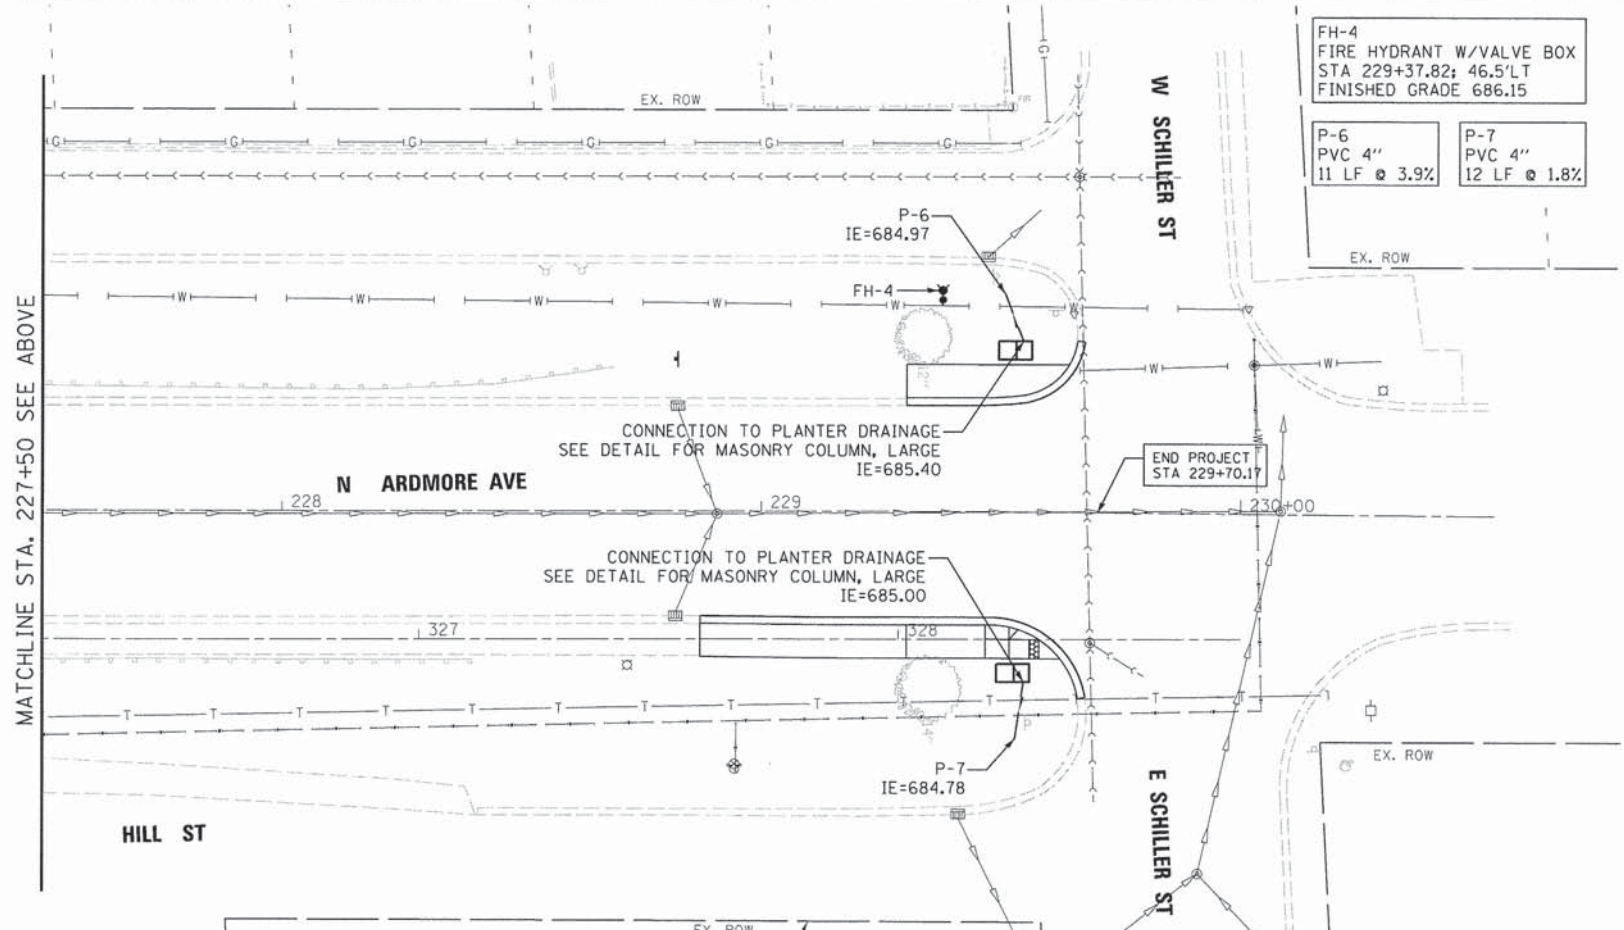 EX. ROW
G G G G G G
G
FIP
W SCHILLER ST
FH-4
FIRE HYDRANT W/VALVE BOX
STA 229+37.82; 46.5'LT
FINISHED GRADE 686.15
P-6
PVC 4''
11 LF @ 3.9%
P-7
PVC 4''
12 LF @ 1.8%
P-6
IE=684.97
EX. ROW
FH-4
W W W W W W
12"
W W
W
MATCHLINE STA. 227+50 SEE ABOVE
CONNECTION TO PLANTER DRAINAGE
SEE DETAIL FOR MASONRY COLUMN, LARGE
IE=685.40
END PROJECT
STA 229+70.17
N ARDMORE AVE
228 229 230+00
CONNECTION TO PLANTER DRAINAGE
SEE DETAIL FOR MASONRY COLUMN, LARGE
IE=685.00
327 328
T T T T T T T T T T T T
P
P-7
IE=684.78
EX. ROW
HILL ST
E SCHILLER ST
EX. ROW